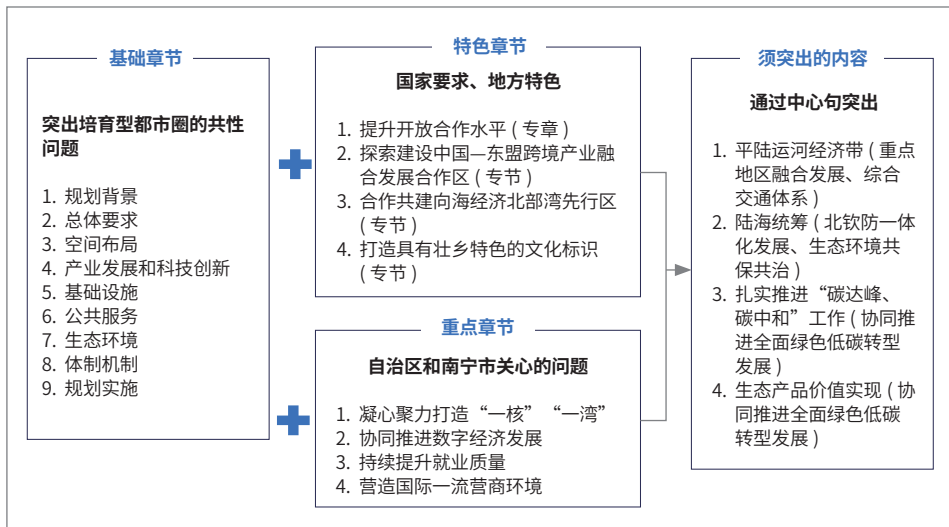 基础章节
突出培育型都市圈的共性
问题
1. 规划背景
2. 总体要求
3. 空间布局
4. 产业发展和科技创新
5. 基础设施
6. 公共服务
7. 生态环境
8. 体制机制
9. 规划实施
特色章节
国家要求、地方特色
1. 提升开放合作水平 ( 专章 )
2. 探索建设中国—东盟跨境产业融
合发展合作区 ( 专节 )
3. 合作共建向海经济北部湾先行区
( 专节 )
4. 打造具有壮乡特色的文化标识
( 专节 )
重点章节
自治区和南宁市关心的问题
1. 凝心聚力打造“一核”“一湾”
2. 协同推进数字经济发展
3. 持续提升就业质量
4. 营造国际一流营商环境
须突出的内容
通过中心句突出
1. 平陆运河经济带 ( 重点
地区融合发展、综合
交通体系 )
2. 陆海统筹 ( 北钦防一体
化发展、生态环境共
保共治 )
3. 扎实推进“碳达峰、
碳中和”工作 ( 协同推
进全面绿色低碳转型
发展 )
4. 生态产品价值实现 ( 协
同推进全面绿色低碳
转型发展 )